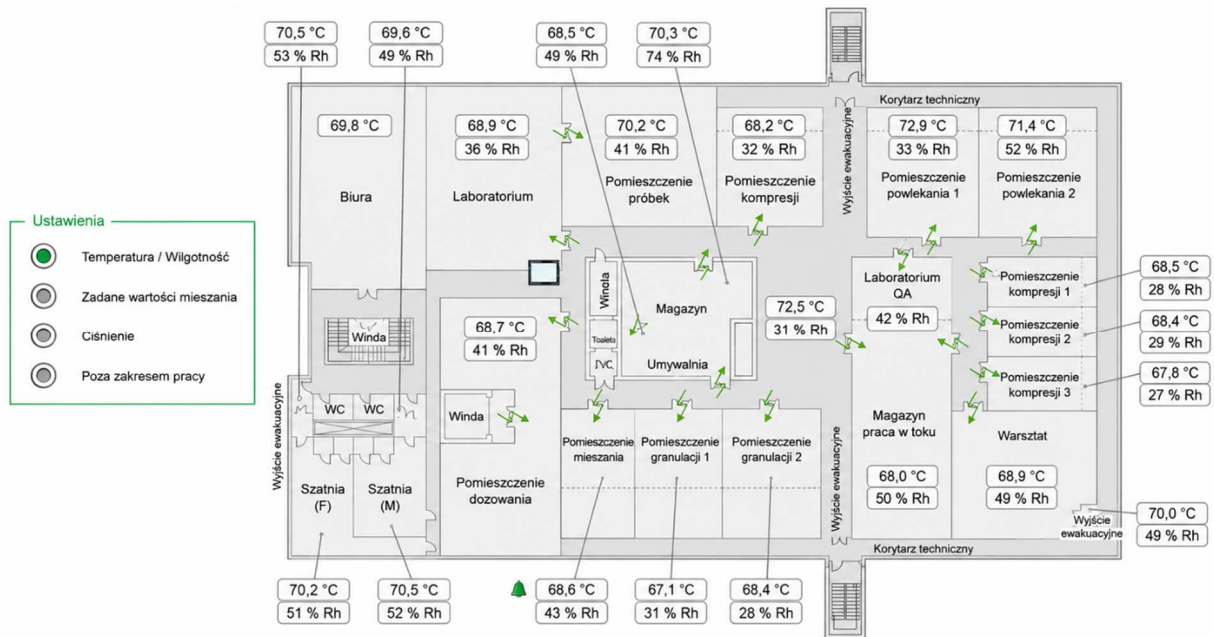 70,5 °C
53 % Rh
69,6 °C
49 % Rh
68,5 °C
49 % Rh
70,3 °C
74 % Rh
Korytarz techniczny
69,8 °C
Biura
68,9 °C
36 % Rh
Laboratorium
70,2 °C
41 % Rh
Pomieszczenie
próbek
68,2 °C
32 % Rh
Pomieszczenie
kompresji
Wyjście ewakuacyjne
72,9 °C
33 % Rh
Pomieszczenie
powlekania 1
71,4 °C
52 % Rh
Pomieszczenie
powlekania 2
Ustawienia
Temperatura / Wilgotność
Zadane wartości mieszania
Ciśnienie
Poza zakresem pracy
Winda
68,7 °C
41 % Rh
Winda
Toaleta
WC
Magazyn
Umywalnia
72,5 °C
31 % Rh
Laboratorium
QA
42 % Rh
Pomieszczenie
kompresji 1
68,5 °C
28 % Rh
Pomieszczenie
kompresji 2
68,4 °C
29 % Rh
Pomieszczenie
kompresji 3
67,8 °C
27 % Rh
Wyjście ewakuacyjne
WC
WC
Szatnia
(F)
Szatnia
(M)
Winda
Pomieszczenie
dozowania
Pomieszczenie
mieszania
Pomieszczenie
granulacji 1
Pomieszczenie
granulacji 2
Wyjście ewakuacyjne
Magazyn
praca w toku
68,0 °C
50 % Rh
Warsztat
68,9 °C
49 % Rh
Wyjście
ewakuacyjne
70,0 °C
49 % Rh
Korytarz techniczny
70,2 °C
51 % Rh
70,5 °C
52 % Rh
68,6 °C
43 % Rh
67,1 °C
31 % Rh
68,4 °C
28 % Rh